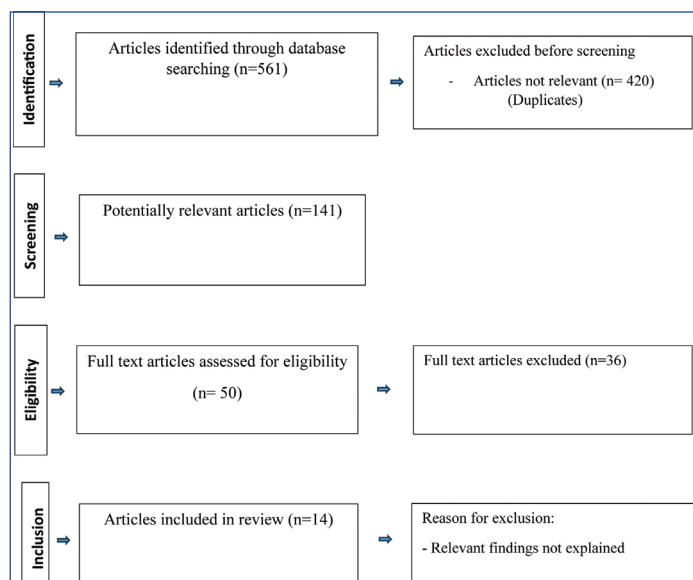 Identification
Articles identified through database
searching (n=561)
Articles excluded before screening
- Articles not relevant (n= 420)
(Duplicates)
Screening
Potentially relevant articles (n=141)
Eligibility
Full text articles assessed for eligibility
(n= 50)
Full text articles excluded (n=36)
Inclusion
Articles included in review (n=14)
Reason for exclusion:
- Relevant findings not explained